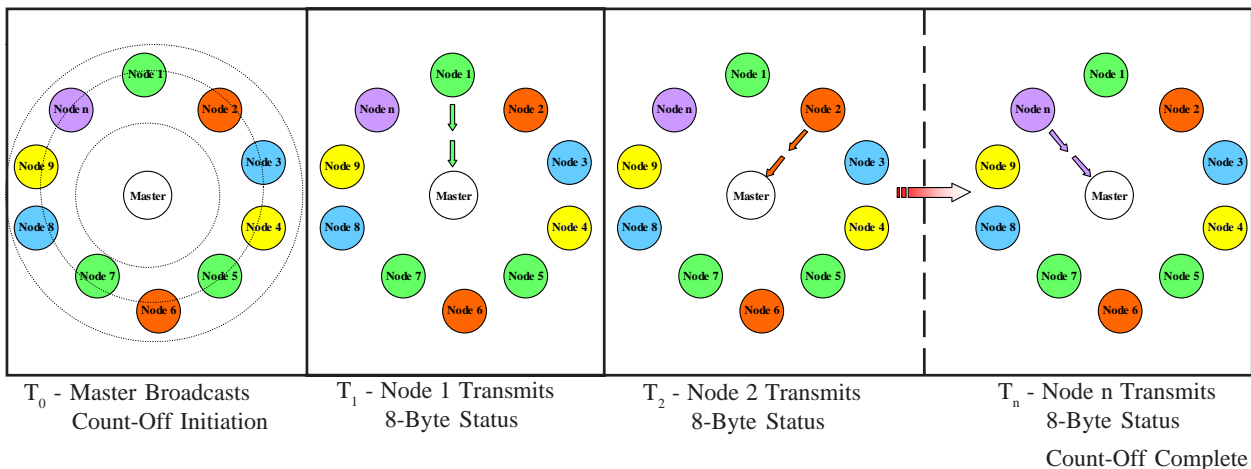 Node 1
Node n
Node 2
Node 9
Node 3
Master
Node 8
Node 4
Node 7
Node 5
Node 6
T0 - Master Broadcasts
Count-Off Initiation
Node 1
Node n
Node 2
Node 9
Node 3
Master
Node 8
Node 4
Node 7
Node 5
Node 6
T1 - Node 1 Transmits
8-Byte Status
Node 1
Node n
Node 2
Node 9
Node 3
Master
Node 8
Node 4
Node 7
Node 5
Node 6
T2 - Node 2 Transmits
8-Byte Status
Node 1
Node n
Node 2
Node 9
Node 3
Master
Node 8
Node 4
Node 7
Node 5
Node 6
Tn - Node n Transmits
8-Byte Status
Count-Off Complete